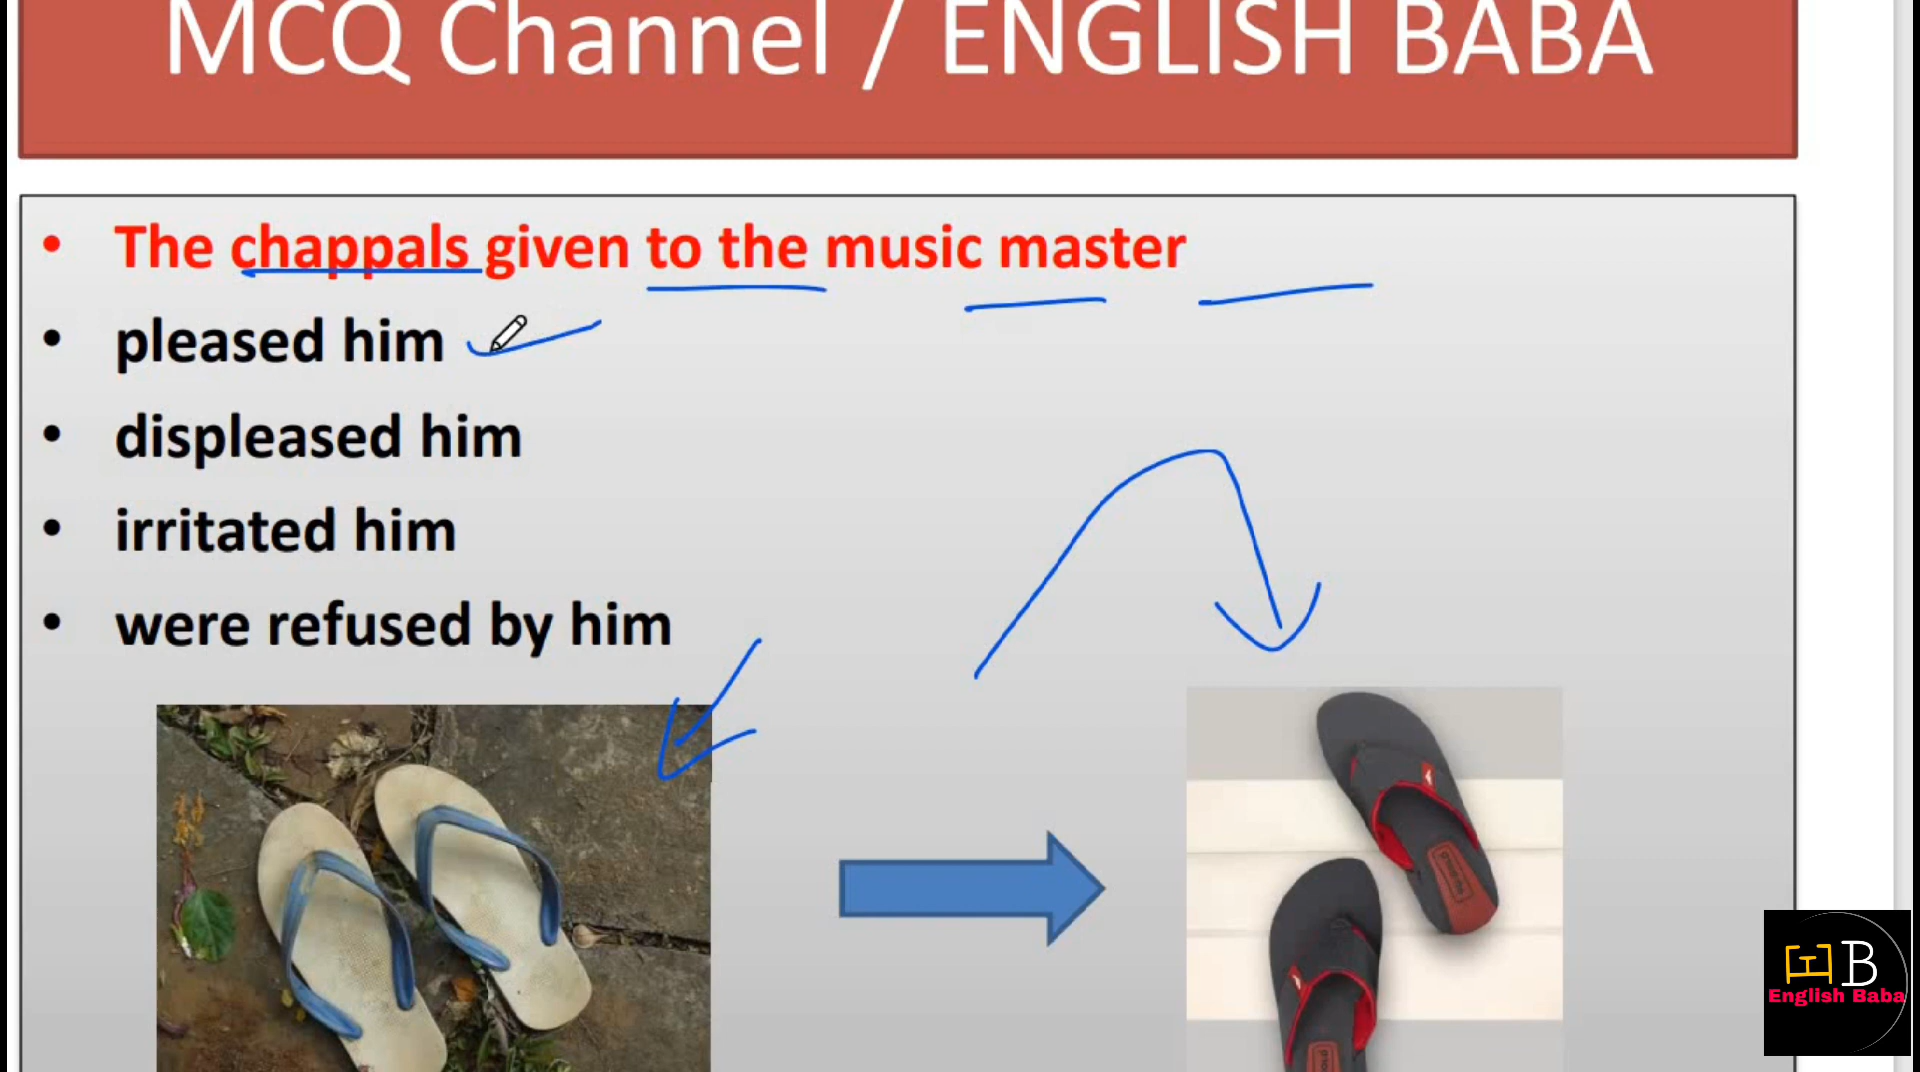 MCQ Channel / ENGLISH BABA
• The chappals given to the music master
• pleased him
• displeased him
• irritated him
• were refused by him
B
English Baba